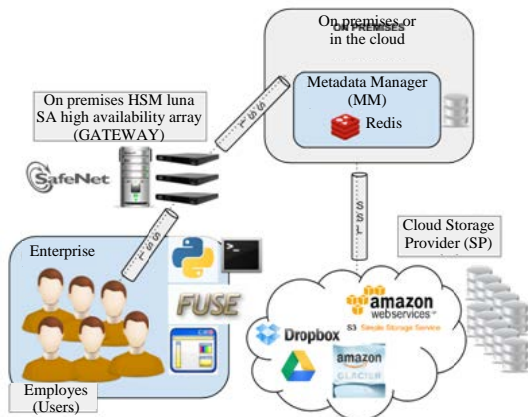 On premises or
ON PREMISES
in the cloud
Metadata Manager
(MM)
Redis
On premises HSM luna
SA high availability array
(GATEWAY)
SafeNet
SSL
SSL
SSL
Cloud Storage
Provider (SP)
Enterprise
>_
FUSE
Employes
(Users)
amazon
webservices™
S3 Simple Storage Service
Dropbox
amazon
GLACIER